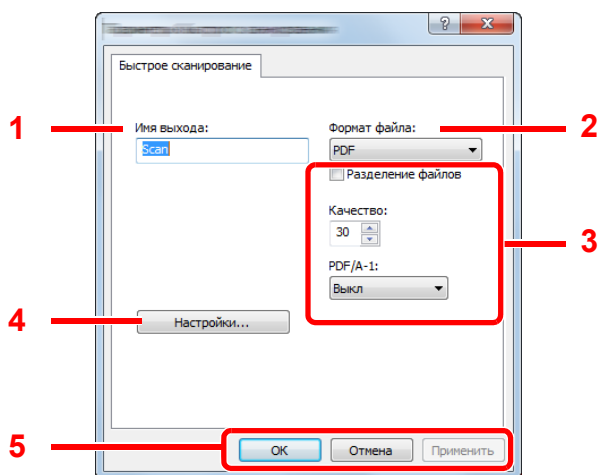 Быстрое сканирование
1 Имя выхода: Формат файла: 2
Scan PDF
Разделение файлов
Качество:
30 3
PDF/A-1:
Выкл
4 Настройки...
5 OK Отмена Применить